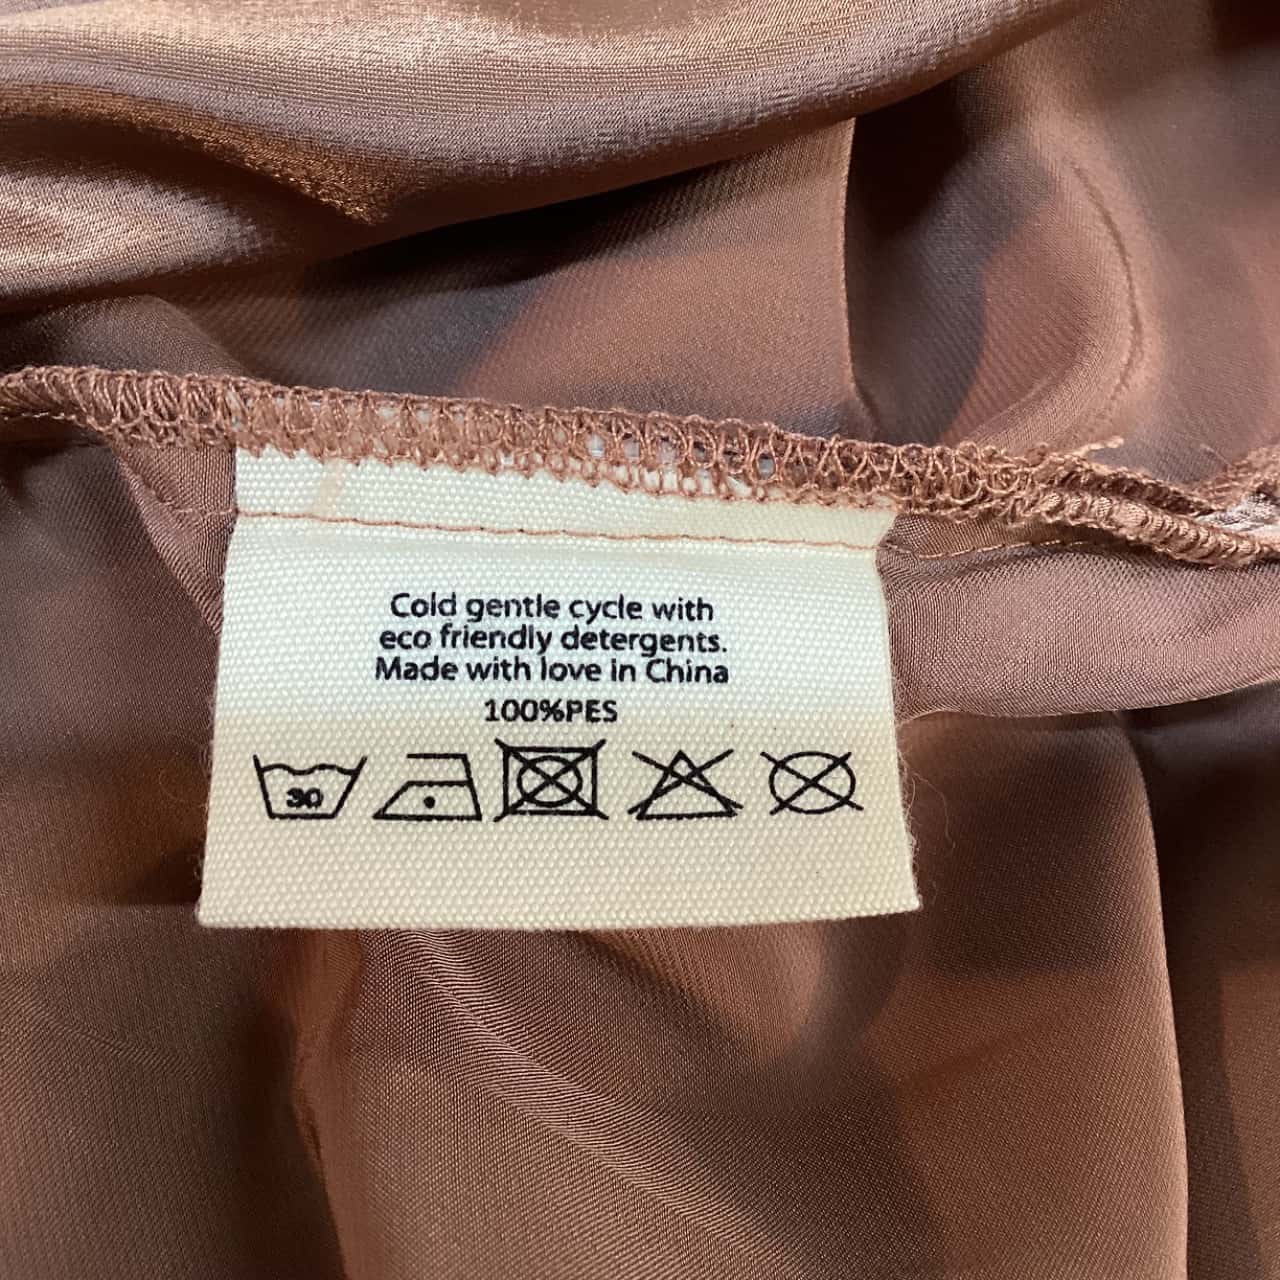 Cold gentle cycle with
eco friendly detergents.
Made with love in China
100%PES
30